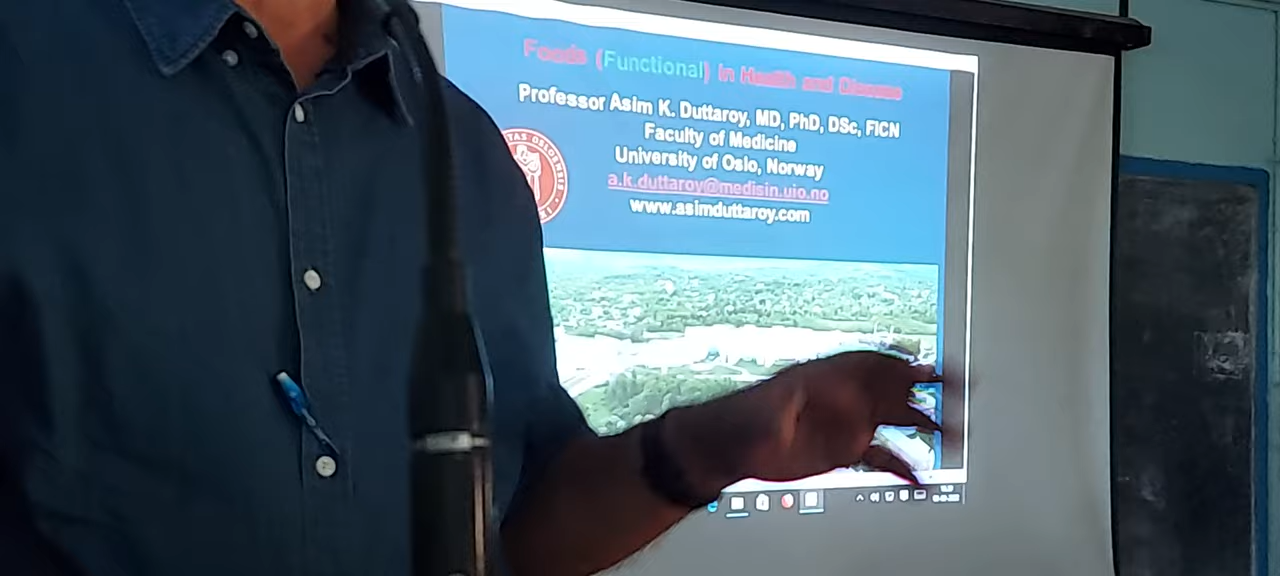 Foods (Functional) in Health and Disease
Professor Asim K. Duttaroy, MD, PhD, DSc, FICN
Faculty of Medicine
University of Oslo, Norway
a.k.duttaroy@medisin.uio.no
www.asimduttaroy.com